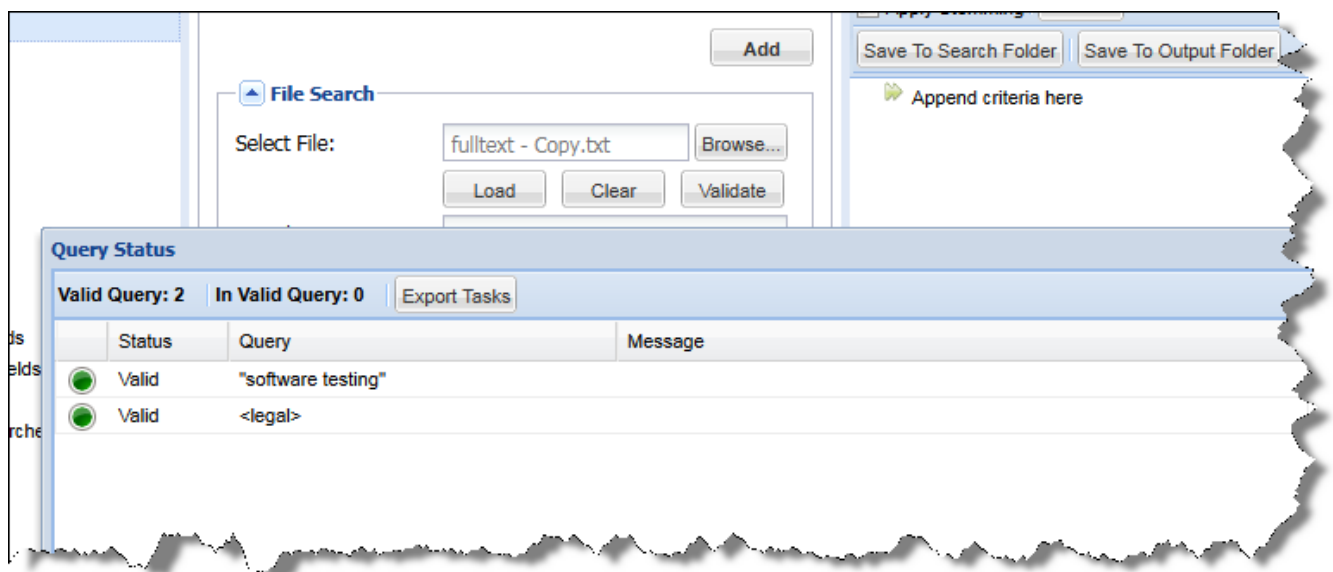 Add
Save To Search Folder Save To Output Folder
File Search
Append criteria here
Select File: fulltext - Copy.txt Browse...
Load Clear Validate
Query Status
Valid Query: 2 In Valid Query: 0 Export Tasks
Status Query Message
Valid "software testing"
Valid <legal>